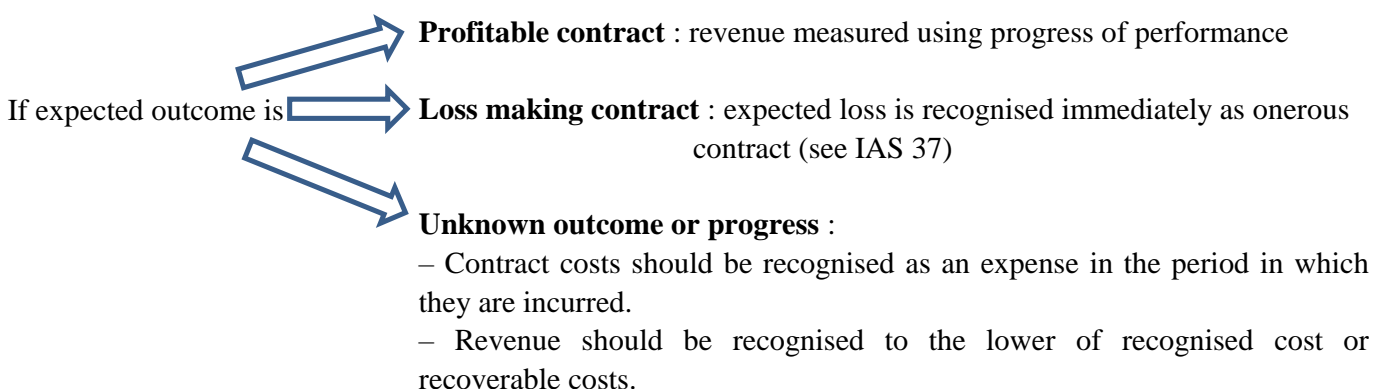 Profitable contract : revenue measured using progress of performance
If expected outcome is
Loss making contract : expected loss is recognised immediately as onerous
contract (see IAS 37)
Unknown outcome or progress :
– Contract costs should be recognised as an expense in the period in which
they are incurred.
– Revenue should be recognised to the lower of recognised cost or
recoverable costs.